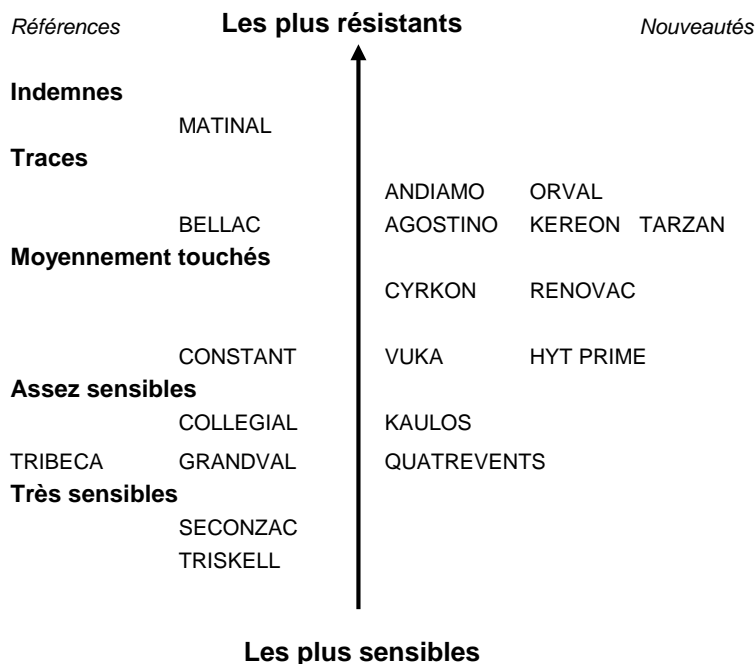 Références Les plus résistants Nouveautés
Indemnes
MATINAL
Traces
ANDIAMO ORVAL
BELLAC AGOSTINO KEREON TARZAN
Moyennement touchés
CYRKON RENOVAC
CONSTANT VUKA HYT PRIME
Assez sensibles
COLLEGIAL KAULOS
TRIBECA GRANDVAL QUATREVENTS
Très sensibles
SECONZAC
TRISKELL
Les plus sensibles